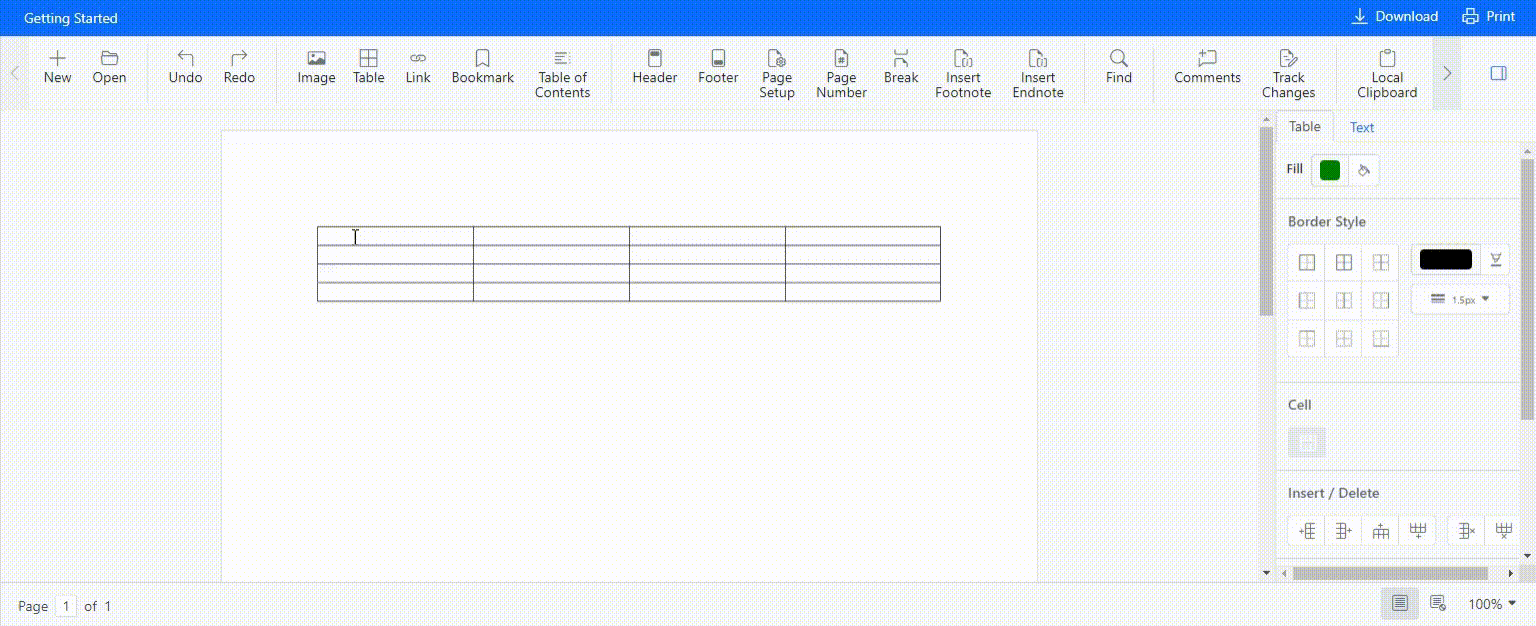 Getting Started
Download
Print
New
Open
Undo
Redo
Image
Table
Link
Bookmark
Table of
Contents
Header
Footer
Page
Setup
Page
Number
Break
Insert
Footnote
Insert
Endnote
Find
Comments
Track
Changes
Local
Clipboard
Table
Text
Fill
Border Style
1.5px
Cell
Insert / Delete
Page 1 of 1
100%